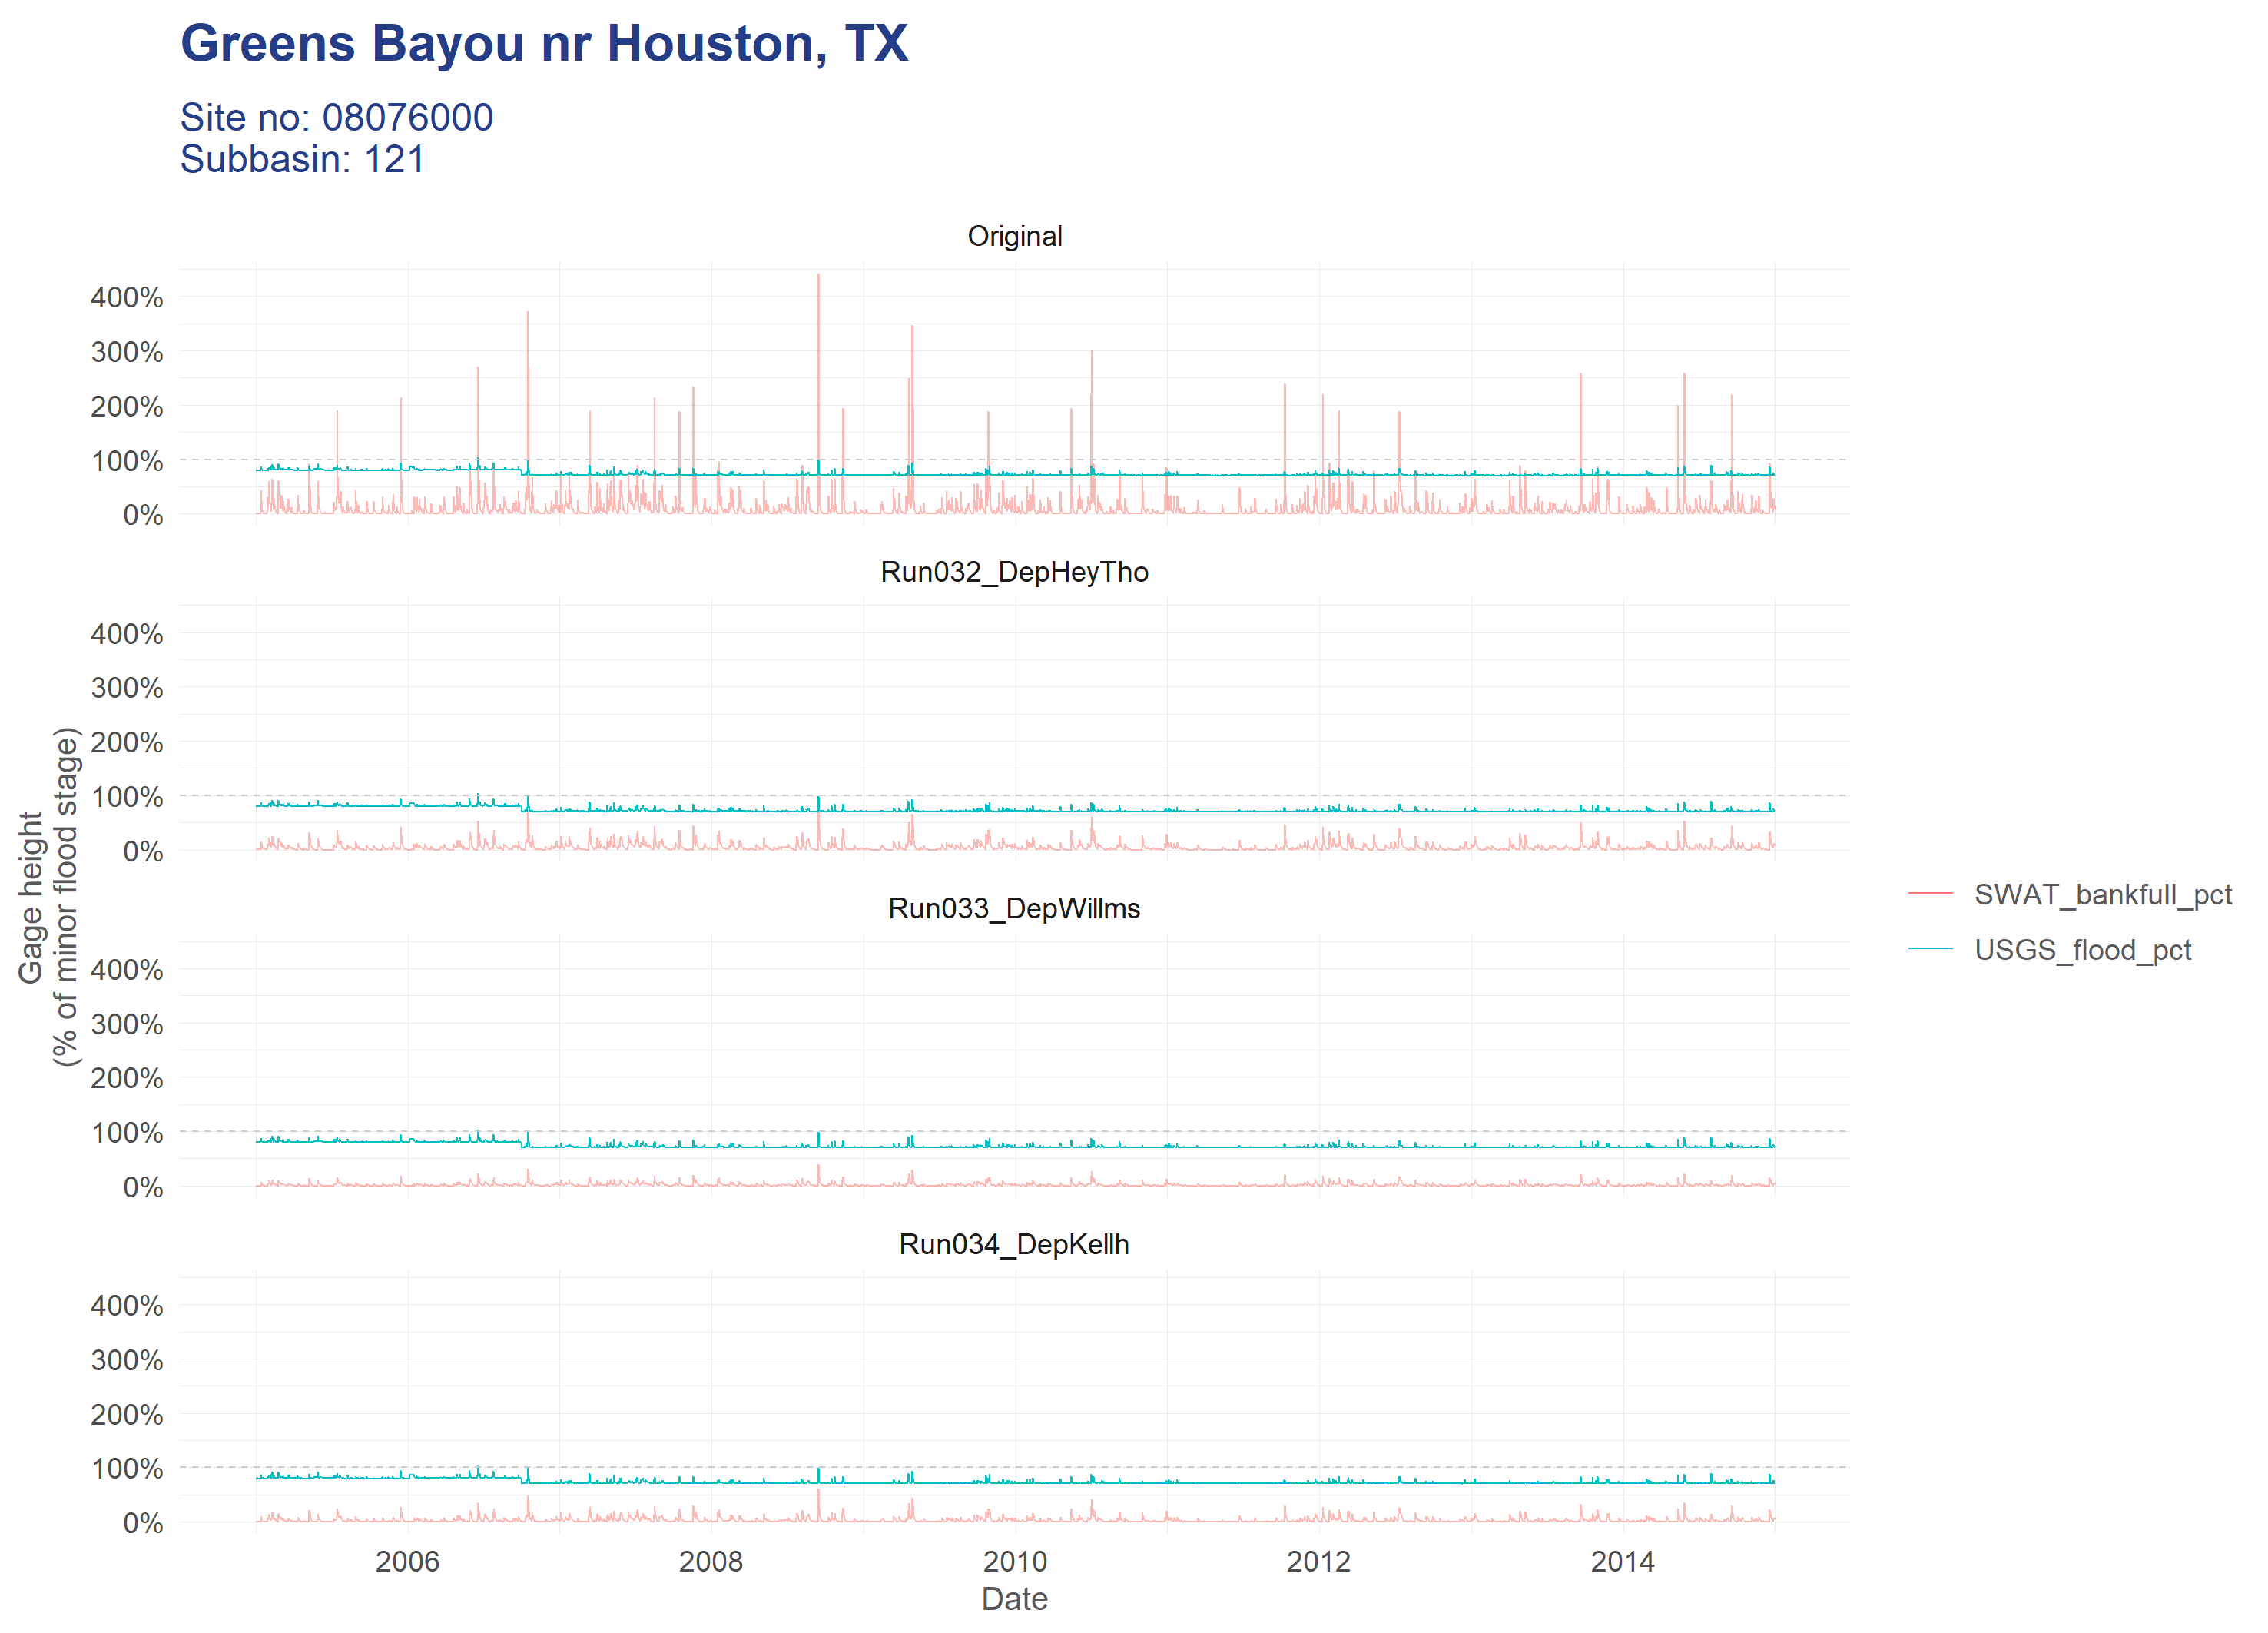 Greens Bayou nr Houston, TX
Site no: 08076000
Subbasin: 121
Original
400%
300%
200%
100%
0%
Run032_DepHeyTho
400%
300%
200%
100%
0%
Run033_DepWillms
400%
300%
200%
100%
0%
Run034_DepKellh
400%
300%
200%
100%
0%
2006 2008 2010 2012 2014
Date
Gage height
(% of minor flood stage)
SWAT_bankfull_pct
USGS_flood_pct